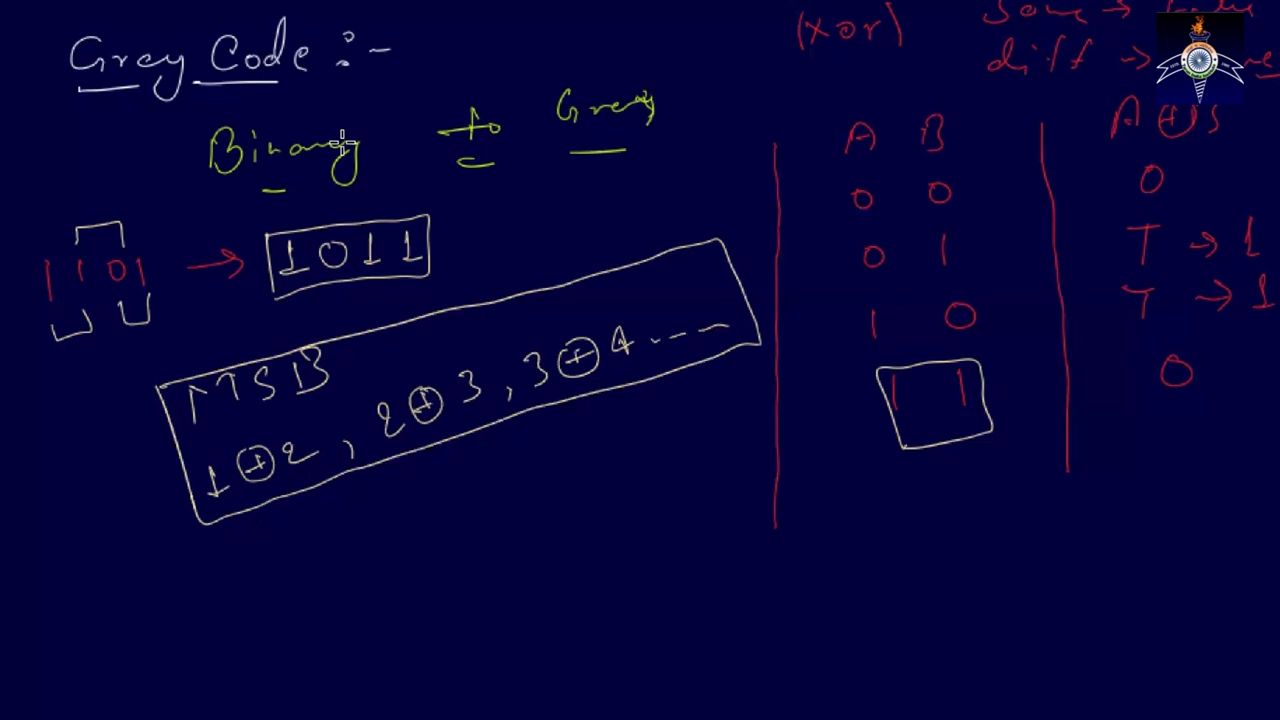 Grey Code :-
Binary to Grey
1101 → 1011
MSB
1⊕2, 2⊕3, 3⊕4 ---
(xor)
Same →
diff →
A B A⊕B
0 0 0
0 1 T → 1
1 0 T → 1
1 1 0